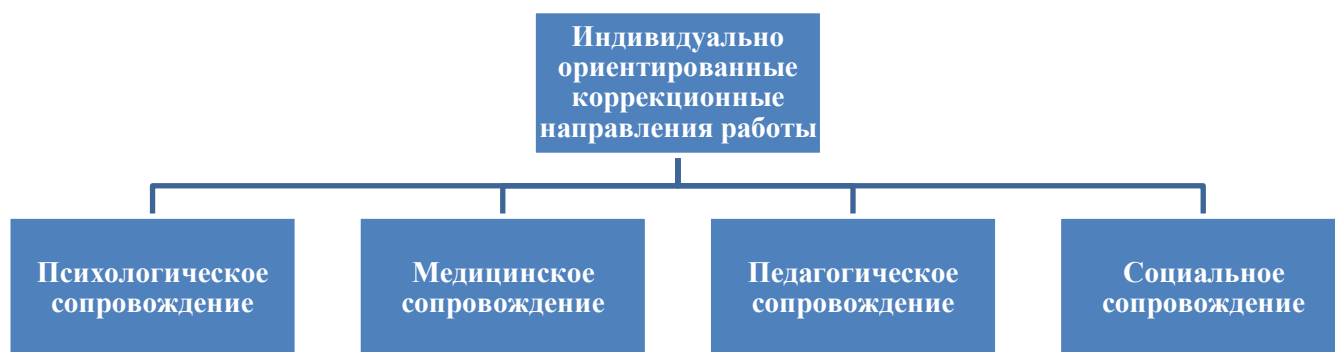 Индивидуально
ориентированные
коррекционные
направления работы
Психологическое
сопровождение
Медицинское
сопровождение
Педагогическое
сопровождение
Социальное
сопровождение